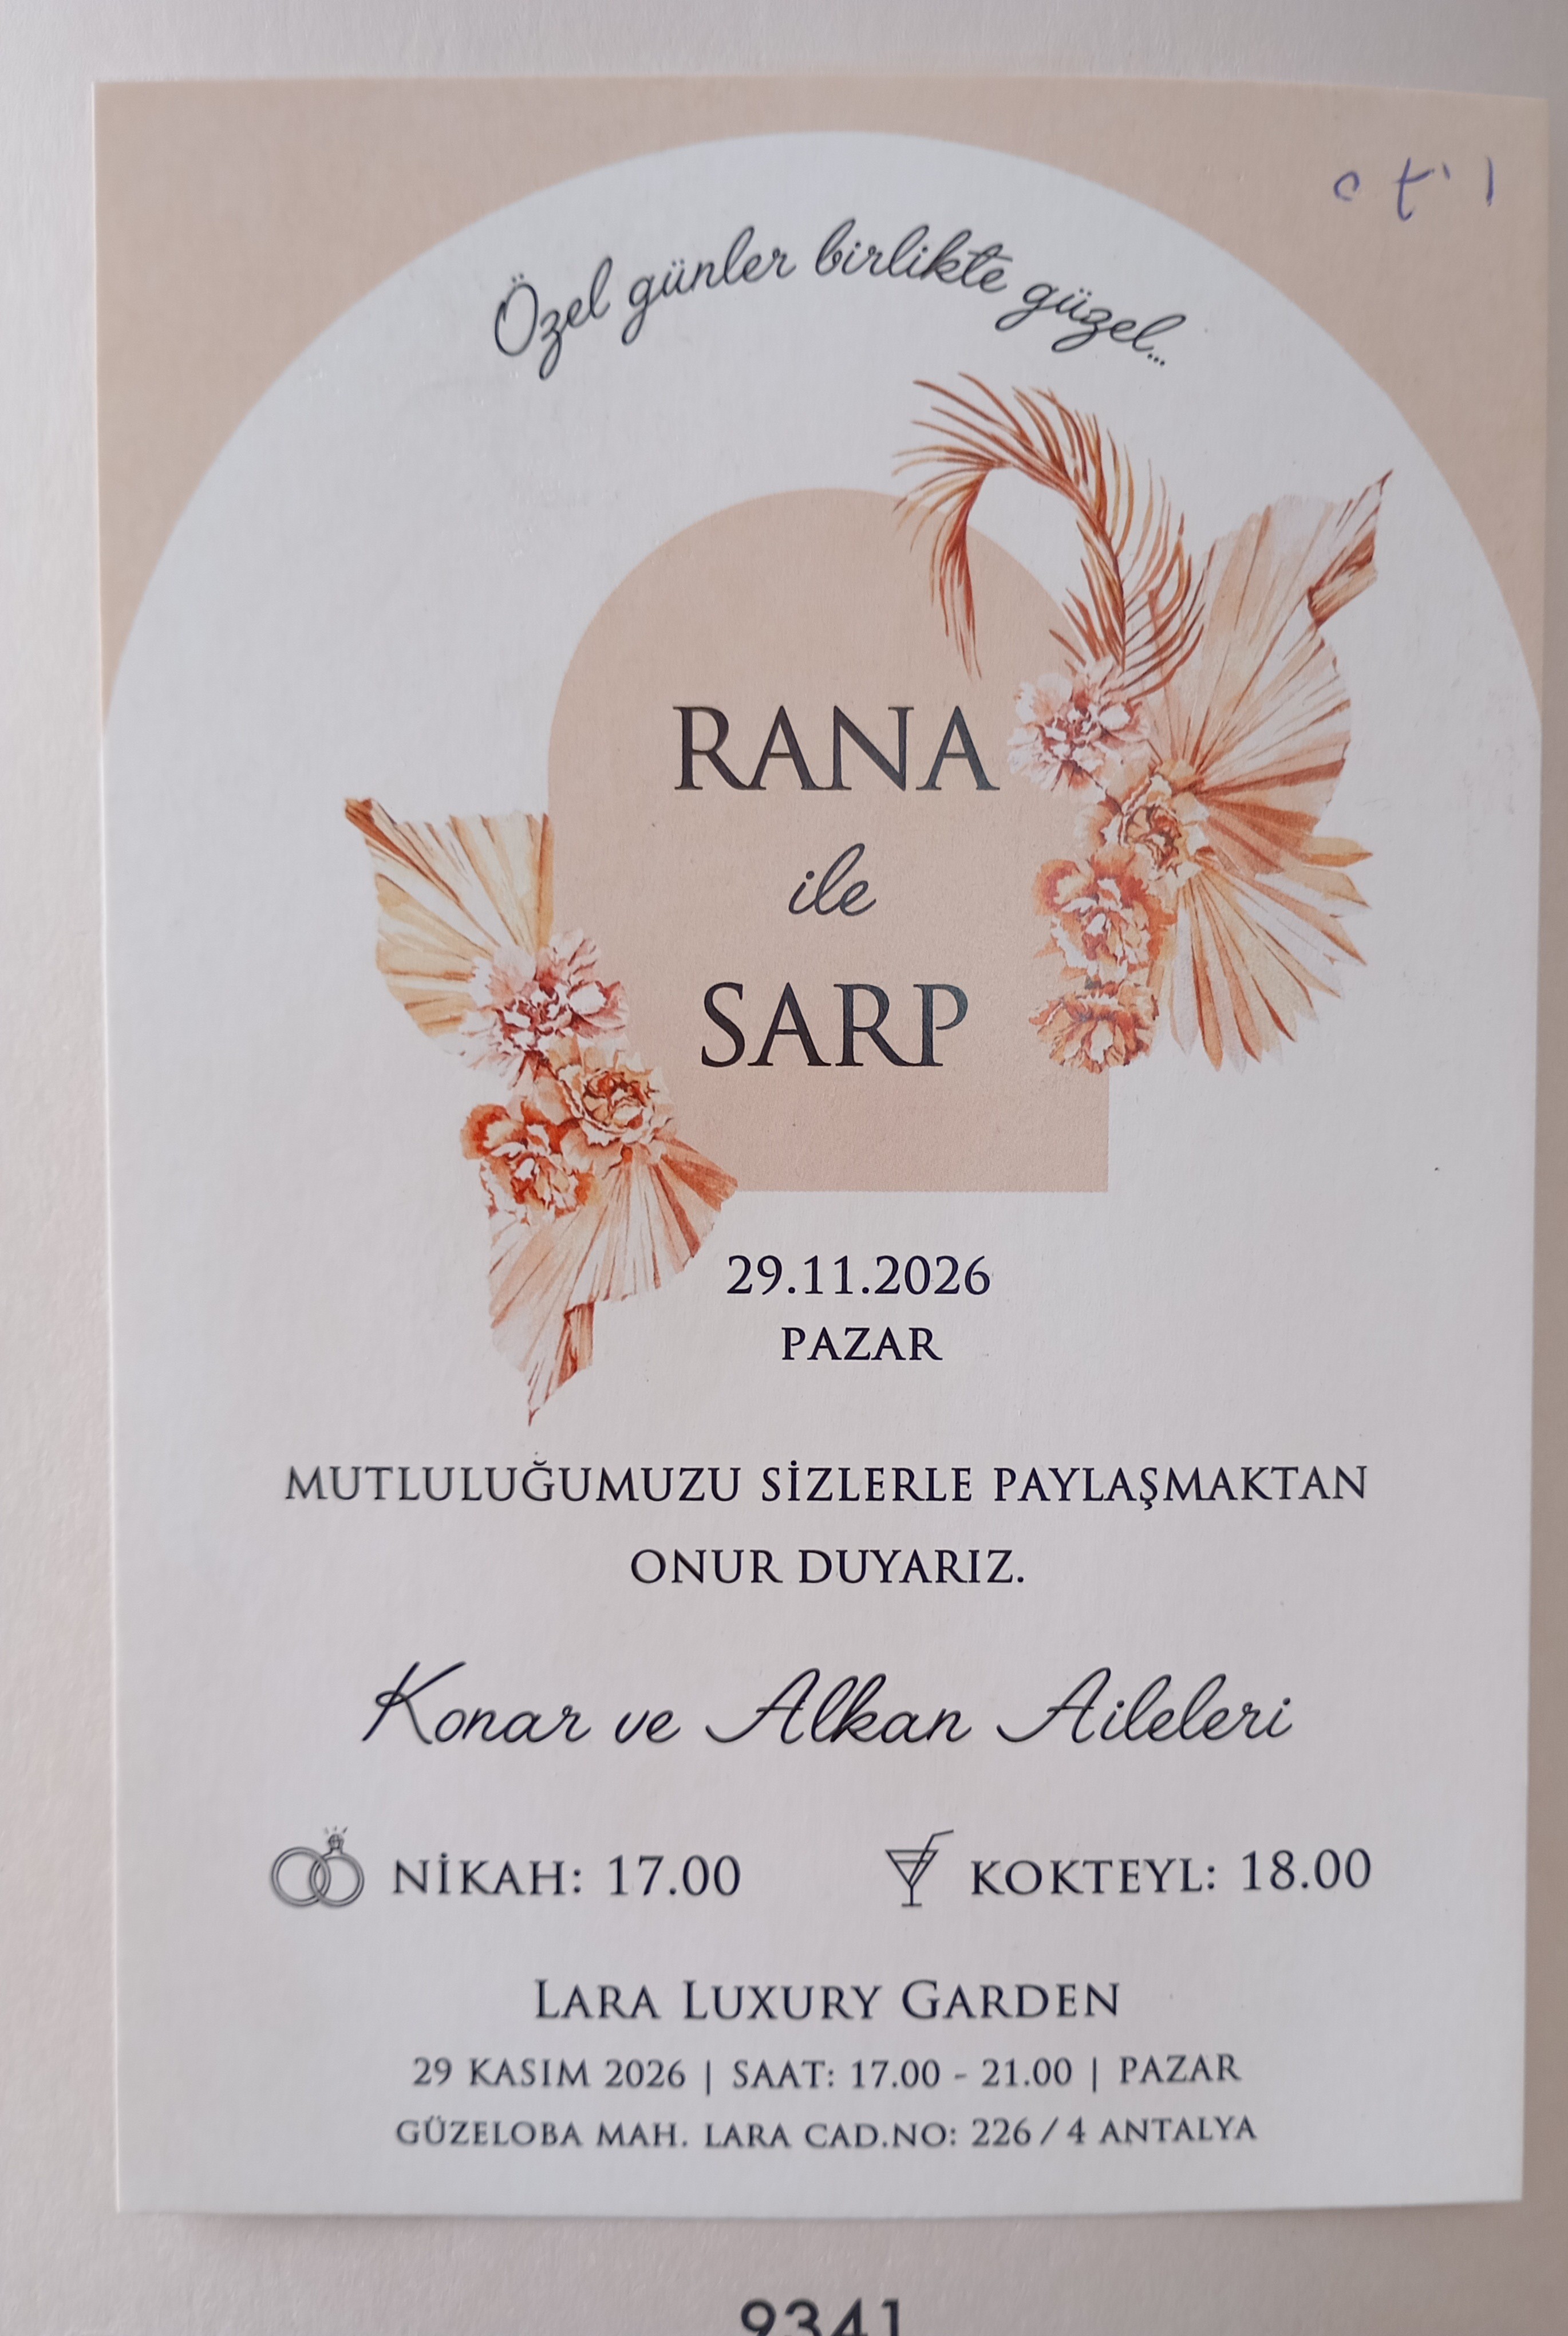 Özel günler birlikte güzel...
RANA
ile
SARP
29.11.2026
PAZAR
MUTLULUĞUMUZU SİZLERLE PAYLAŞMAKTAN
ONUR DUYARIZ.
Konar ve Alkan Aileleri
NİKAH: 17.00 KOKTEYL: 18.00
LARA LUXURY GARDEN
29 KASIM 2026 | SAAT: 17.00 - 21.00 | PAZAR
GÜZELOBA MAH. LARA CAD.NO: 226/4 ANTALYA
9341